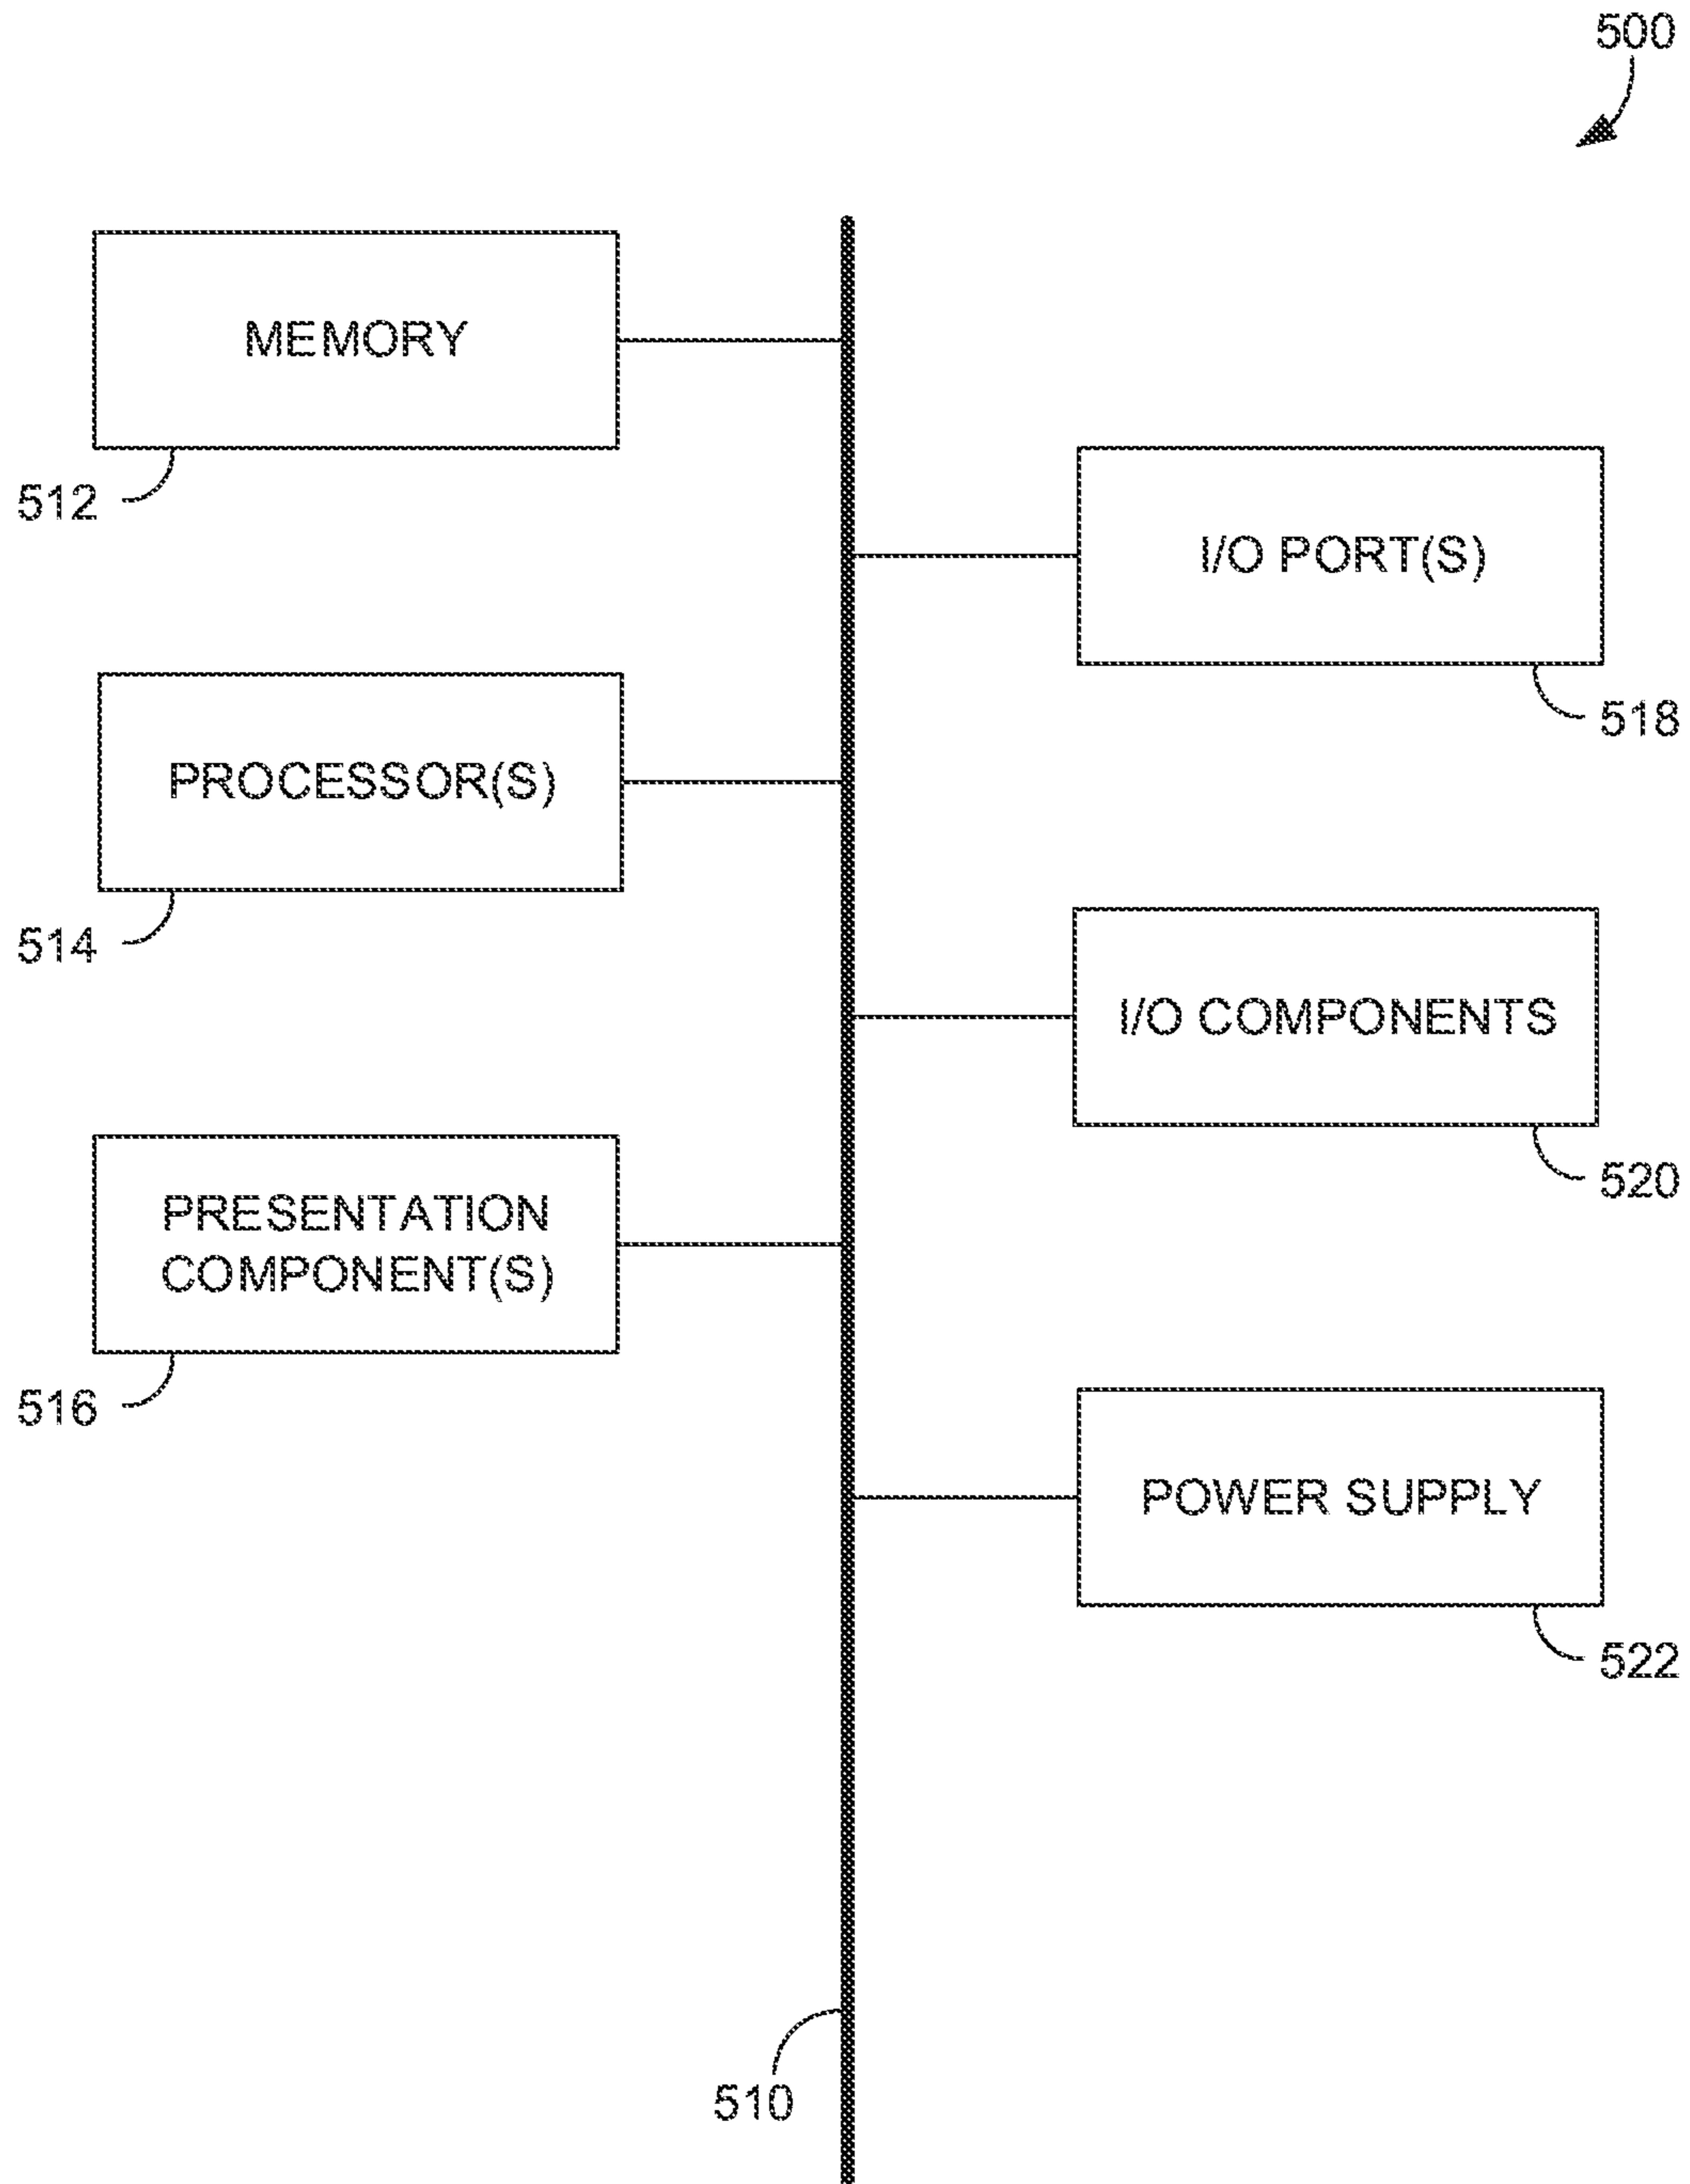 500
MEMORY
512
I/O PORT(S)
518
PROCESSOR(S)
514
I/O COMPONENTS
520
PRESENTATION
COMPONENT(S)
516
POWER SUPPLY
522
510